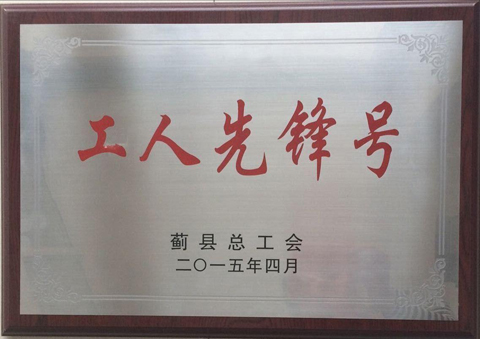 工人先锋号
蓟县总工会
二〇一五年四月